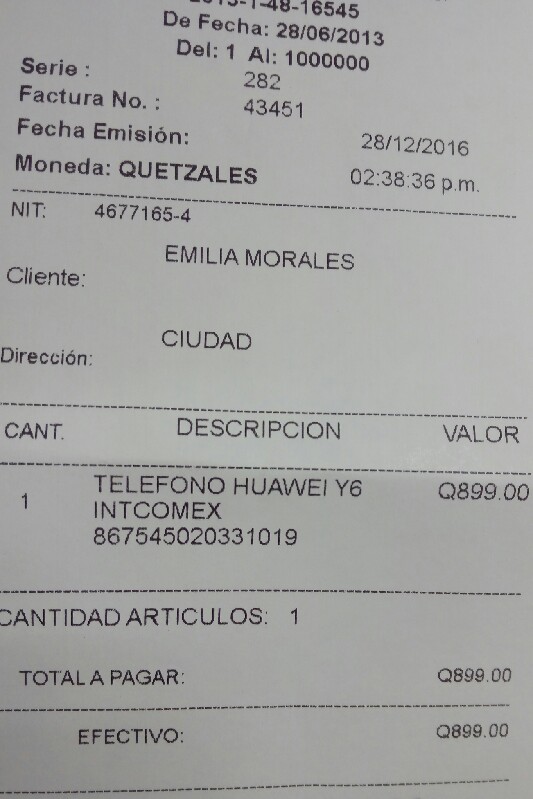 2013-1-48-16545
De Fecha: 28/06/2013
Del: 1 Al: 1000000
Serie : 282
Factura No. : 43451
Fecha Emisión: 28/12/2016
Moneda: QUETZALES 02:38:36 p.m.
NIT: 4677165-4
EMILIA MORALES
Cliente:
CIUDAD
Dirección:
CANT. DESCRIPCION VALOR
1 TELEFONO HUAWEI Y6 Q899.00
INTCOMEX
867545020331019
CANTIDAD ARTICULOS: 1
TOTAL A PAGAR: Q899.00
EFECTIVO: Q899.00